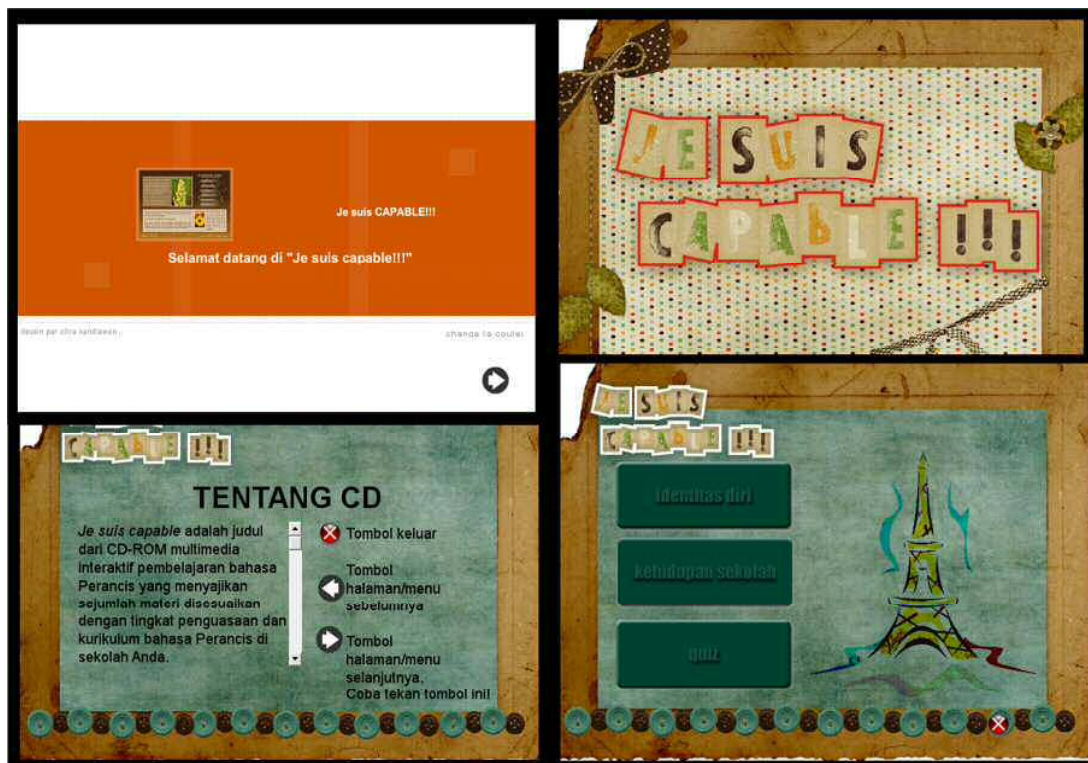 Je suis CAPABLE!!!
Selamat datang di "Je suis capable!!!"
change la coulei
JE SUIS
CAPAbLE !!!
CAPAbLE !!!
TENTANG CD
Je suis capable adalah judul
dari CD-ROM multimedia
interaktif pembelajaran bahasa
Perancis yang menyajikan
sejumlah materi disesuaikan
dengan tingkat penguasaan dan
kurikulum bahasa Perancis di
sekolah Anda.
Tombol keluar
Tombol
halaman/menu
sebelumnya
Tombol
halaman/menu
selanjutnya.
Coba tekan tombol ini!
JE SUIS
CAPAbLE !!!
identitas diri
kehidupan sekolah
quiz